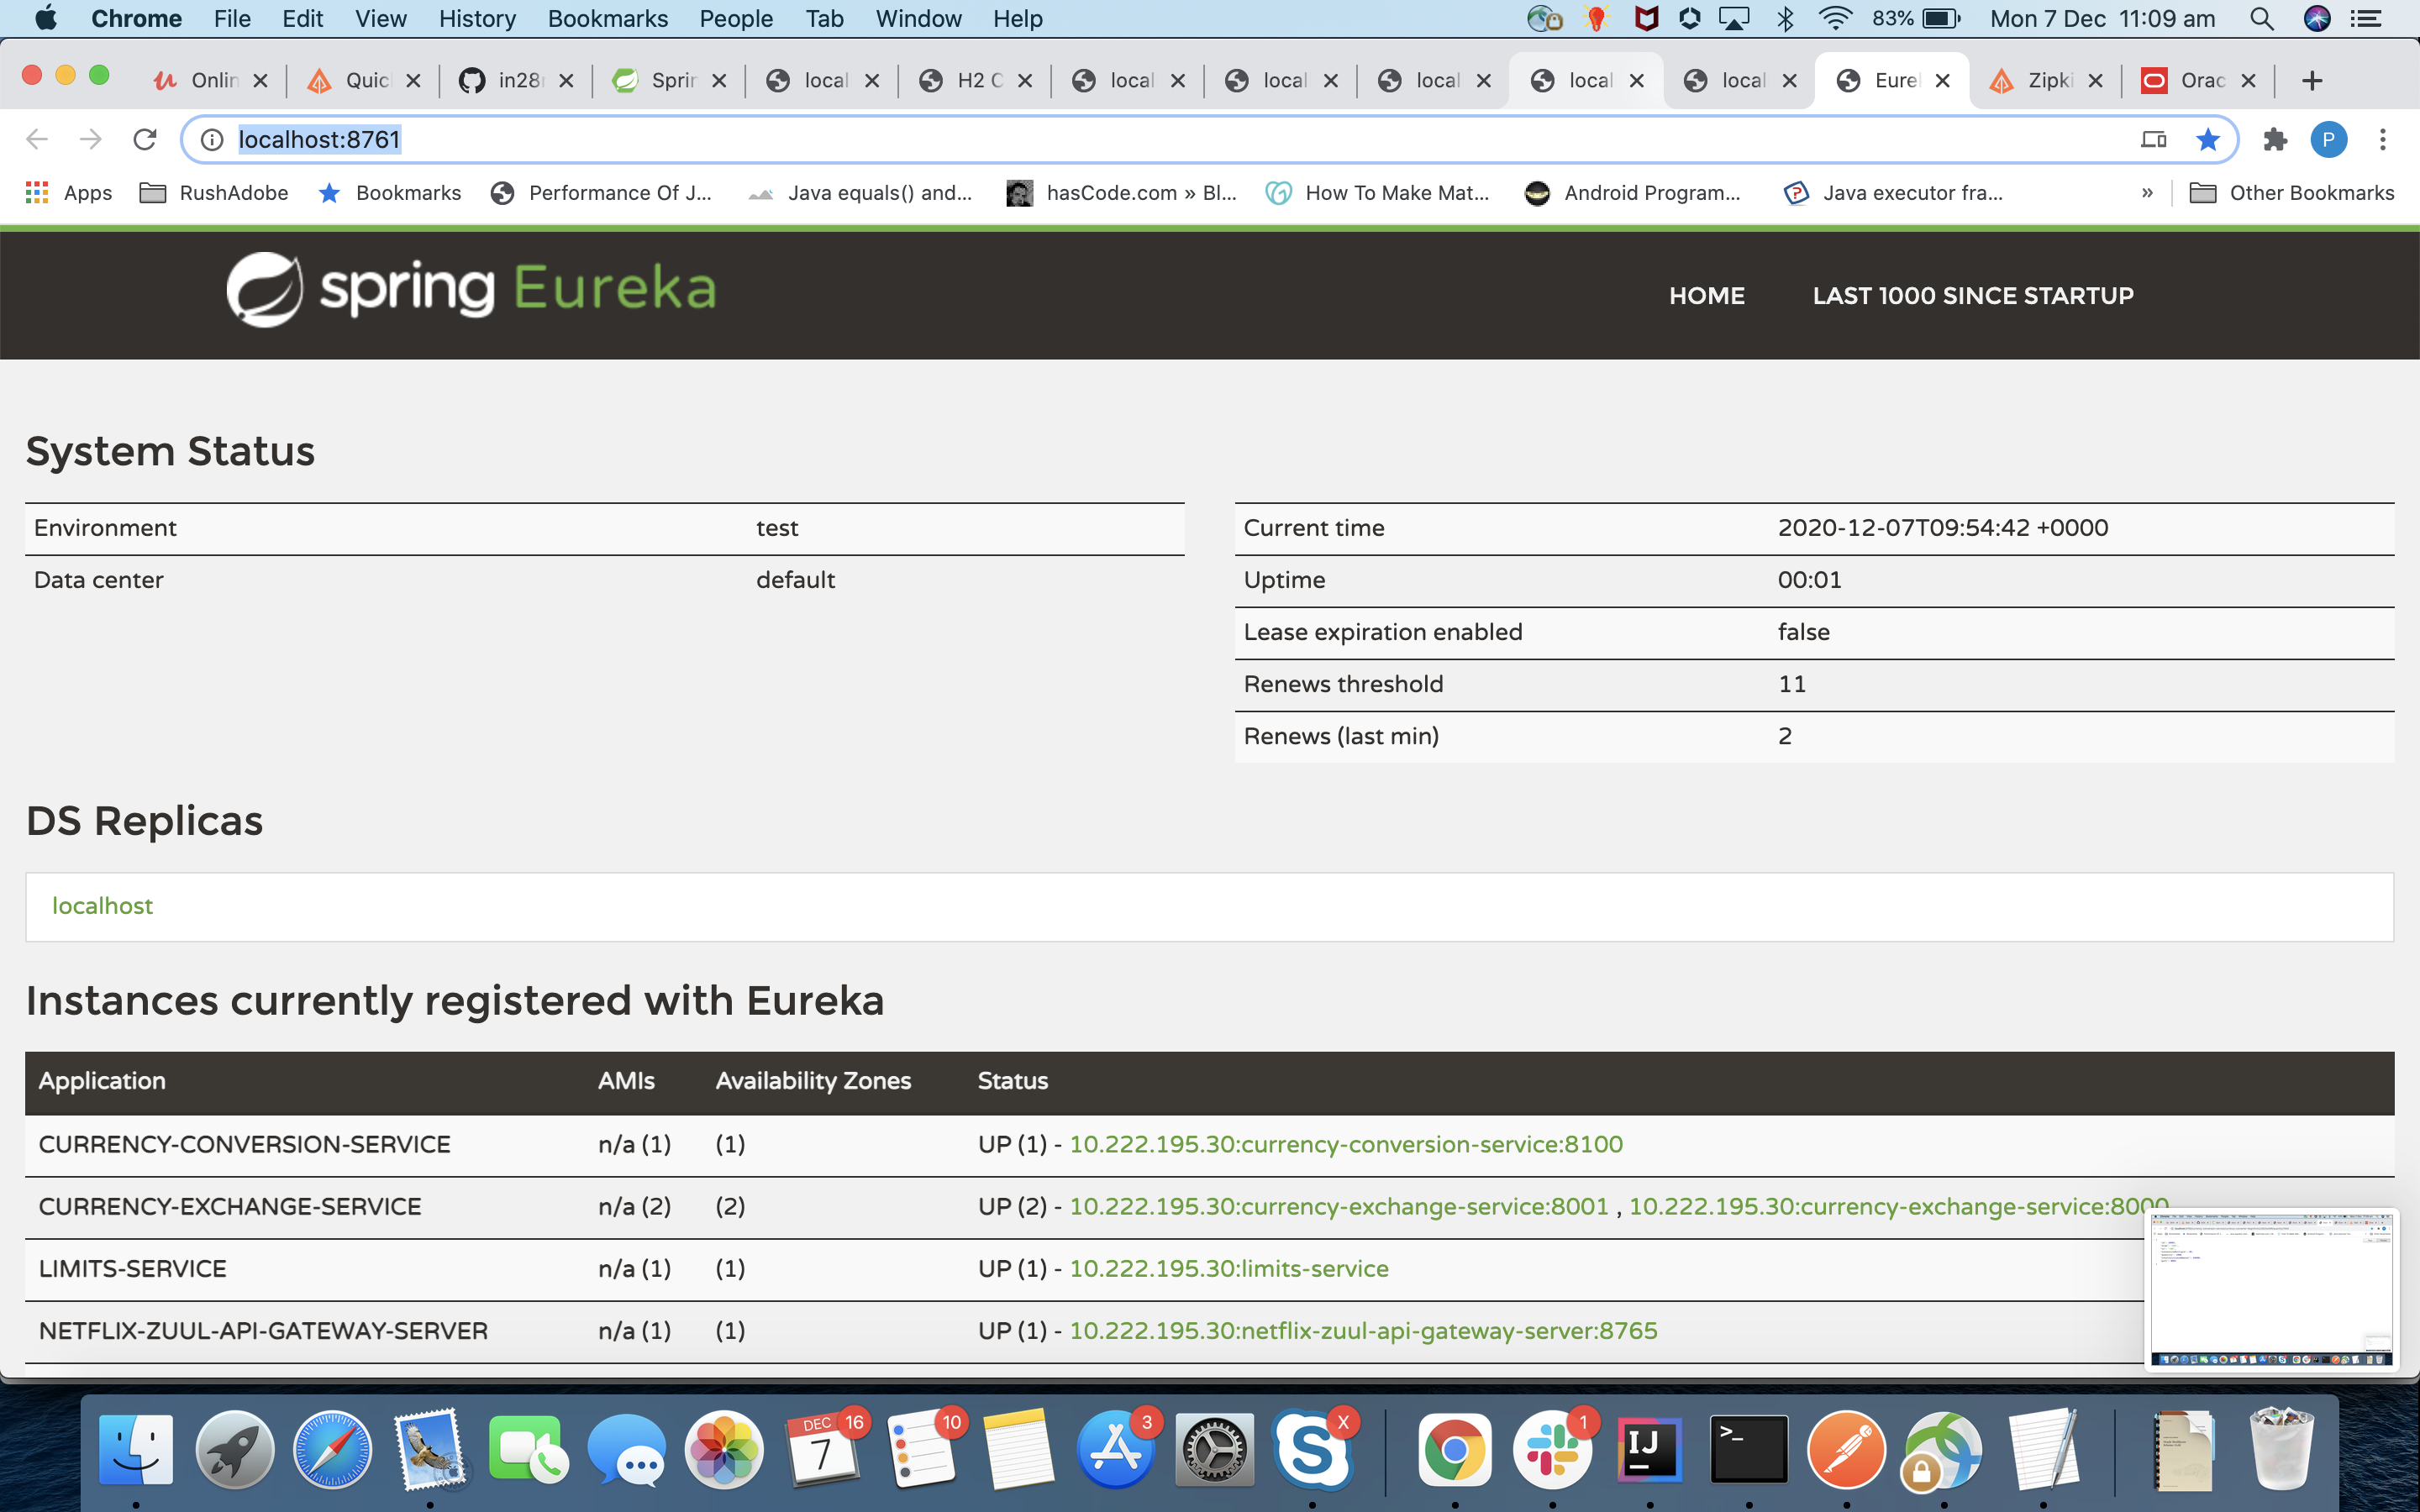 Chrome File Edit View History Bookmarks People Tab Window Help 83% Mon 7 Dec 11:09 am
Onlin Quic in28 Sprin local H2 C local local local local local Eurel Zipki Orac
localhost:8761 P
Apps RushAdobe Bookmarks Performance Of J... Java equals() and... hasCode.com » Bl... How To Make Mat... Android Program... Java executor fra... » Other Bookmarks
spring Eureka HOME LAST 1000 SINCE STARTUP
System Status
Environment test Current time 2020-12-07T09:54:42 +0000
Data center default Uptime 00:01
Lease expiration enabled false
Renews threshold 11
Renews (last min) 2
DS Replicas
localhost
Instances currently registered with Eureka
Application AMIs Availability Zones Status
CURRENCY-CONVERSION-SERVICE n/a (1) (1) UP (1) - 10.222.195.30:currency-conversion-service:8100
CURRENCY-EXCHANGE-SERVICE n/a (2) (2) UP (2) - 10.222.195.30:currency-exchange-service:8001 , 10.222.195.30:currency-exchange-service:8000
LIMITS-SERVICE n/a (1) (1) UP (1) - 10.222.195.30:limits-service
NETFLIX-ZUUL-API-GATEWAY-SERVER n/a (1) (1) UP (1) - 10.222.195.30:netflix-zuul-api-gateway-server:8765
DEC 7 16 10 3 S X 1 IJ >_